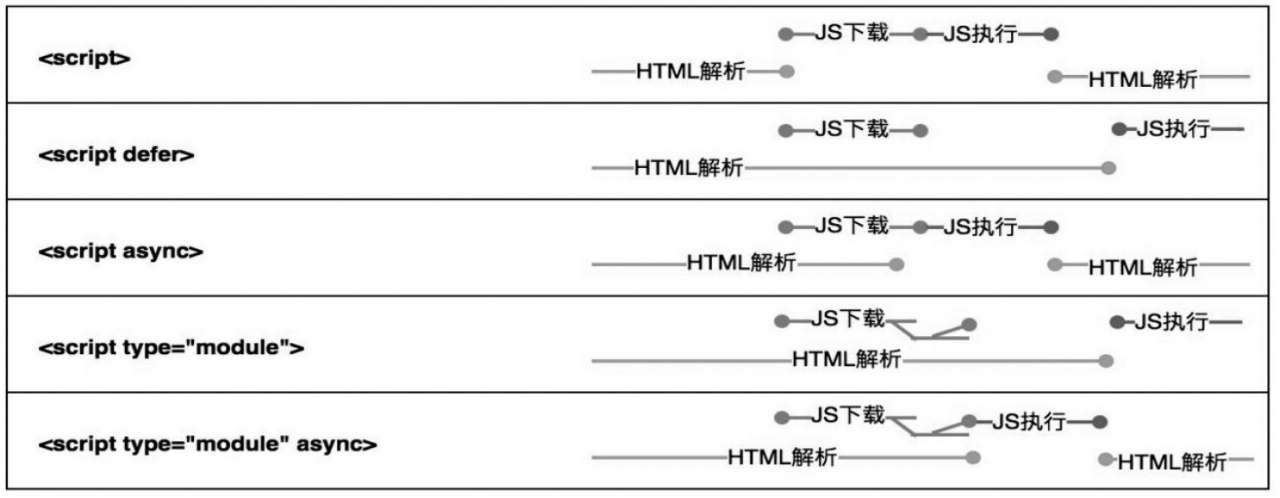 <script>
JS下载
JS执行
HTML解析
HTML解析
<script defer>
JS下载
JS执行
HTML解析
<script async>
JS下载
JS执行
HTML解析
HTML解析
<script type="module">
JS下载
JS执行
HTML解析
<script type="module" async>
JS下载
JS执行
HTML解析
HTML解析